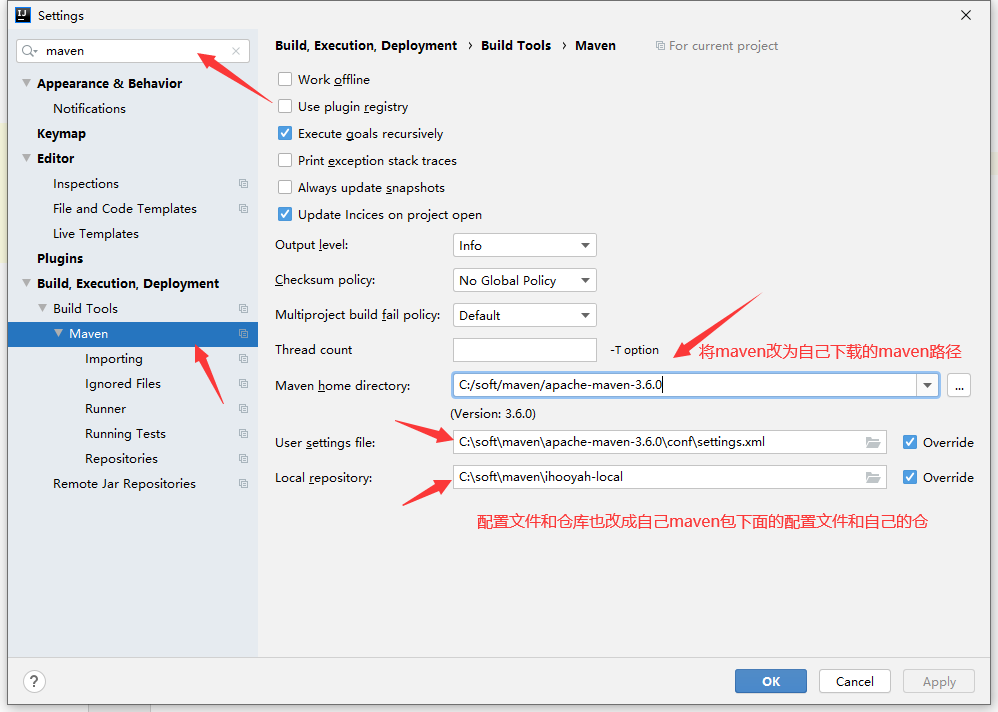 Settings
maven
Build, Execution, Deployment › Build Tools › Maven For current project
Appearance & Behavior
Notifications
Keymap
Editor
Inspections
File and Code Templates
Live Templates
Plugins
Build, Execution, Deployment
Build Tools
Maven
Importing
Ignored Files
Runner
Running Tests
Repositories
Remote Jar Repositories
Work offline
Use plugin registry
Execute goals recursively
Print exception stack traces
Always update snapshots
Update Incices on project open
Output level: Info
Checksum policy: No Global Policy
Multiproject build fail policy: Default
Thread count -T option
将maven改为自己下载的maven路径
Maven home directory: C:/soft/maven/apache-maven-3.6.0 ...
(Version: 3.6.0)
User settings file: C:\soft\maven\apache-maven-3.6.0\conf\settings.xml Override
Local repository: C:\soft\maven\ihooyah-local Override
配置文件和仓库也改成自己maven包下面的配置文件和自己的仓
? OK Cancel Apply